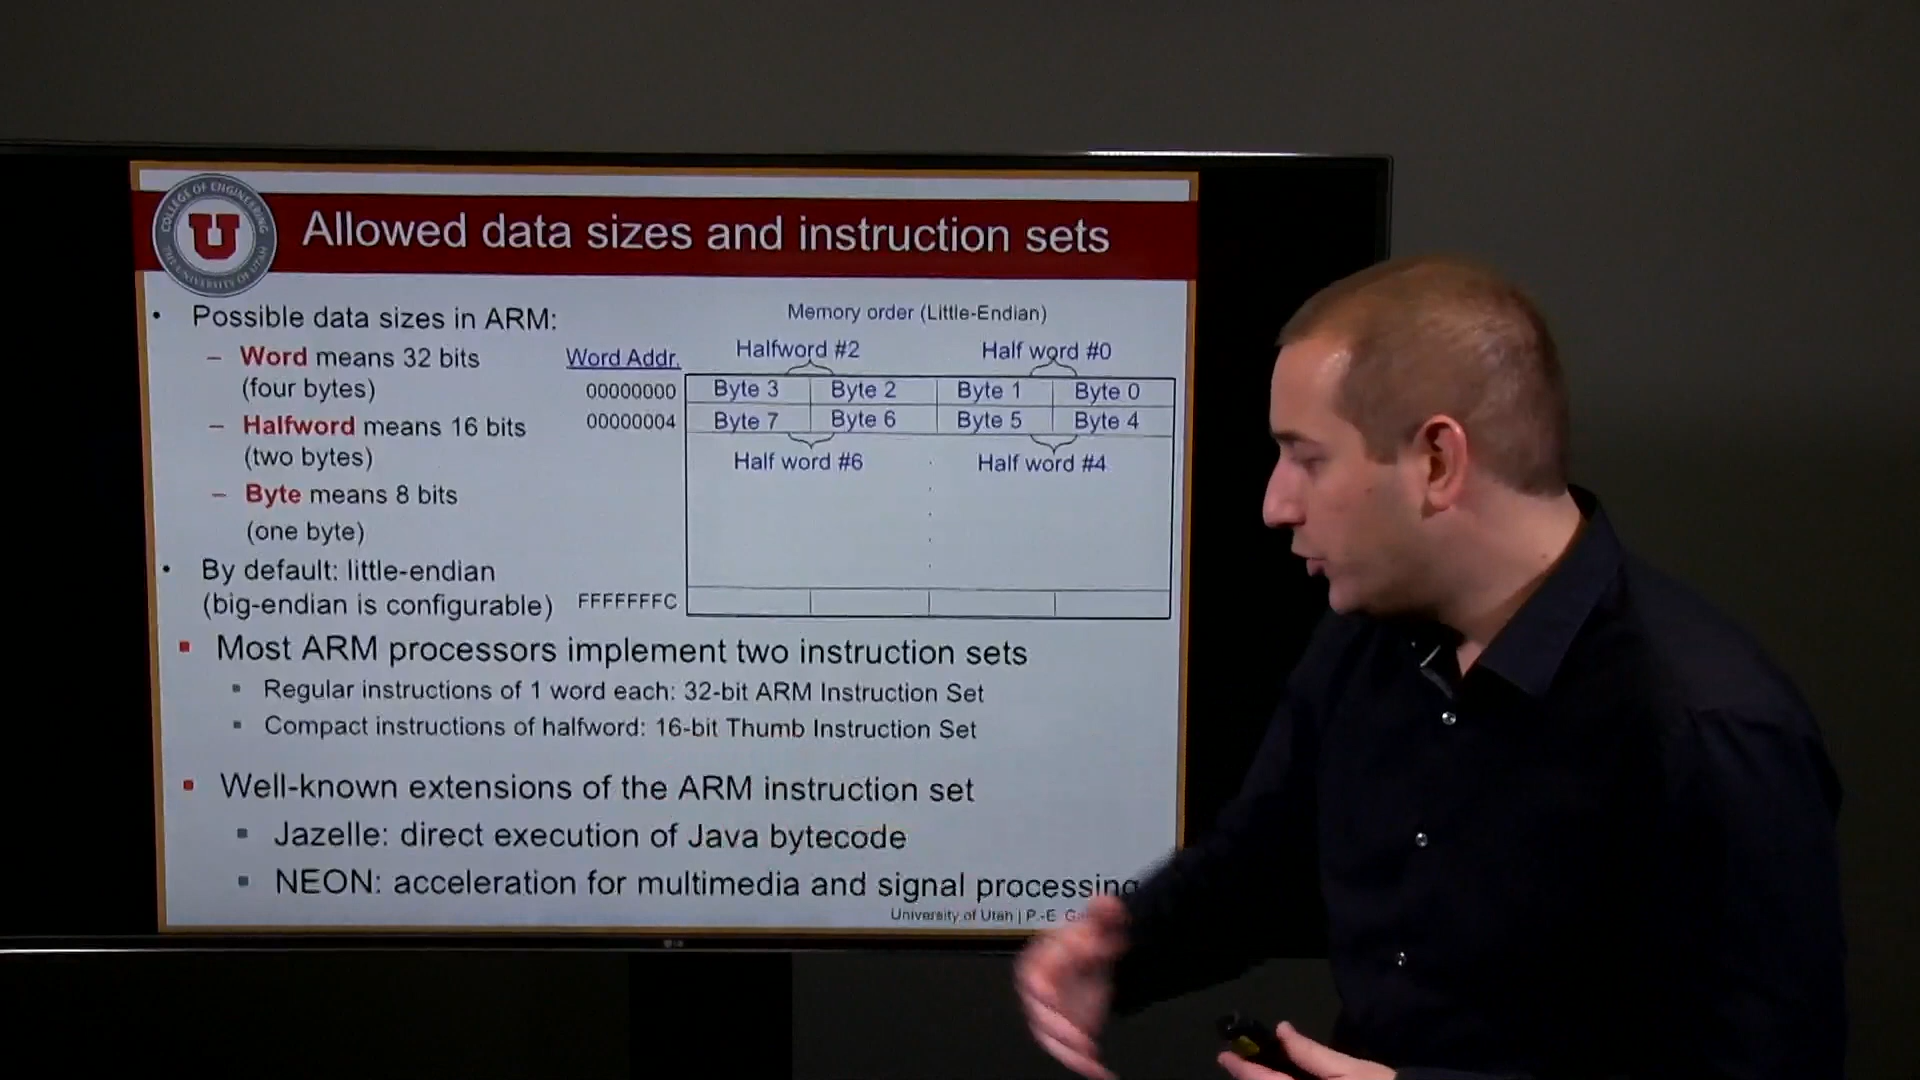 COLLEGE OF ENGINEERING
THE UNIVERSITY OF UTAH
U
Allowed data sizes and instruction sets
• Possible data sizes in ARM:
– Word means 32 bits
(four bytes)
– Halfword means 16 bits
(two bytes)
– Byte means 8 bits
(one byte)
• By default: little-endian
(big-endian is configurable)
Memory order (Little-Endian)
Word Addr.
Halfword #2 Half word #0
00000000 Byte 3 Byte 2 Byte 1 Byte 0
00000004 Byte 7 Byte 6 Byte 5 Byte 4
Half word #6 Half word #4
FFFFFFFC
▪ Most ARM processors implement two instruction sets
▪ Regular instructions of 1 word each: 32-bit ARM Instruction Set
▪ Compact instructions of halfword: 16-bit Thumb Instruction Set
▪ Well-known extensions of the ARM instruction set
▪ Jazelle: direct execution of Java bytecode
▪ NEON: acceleration for multimedia and signal processing
University of Utah | P.-E.
LG